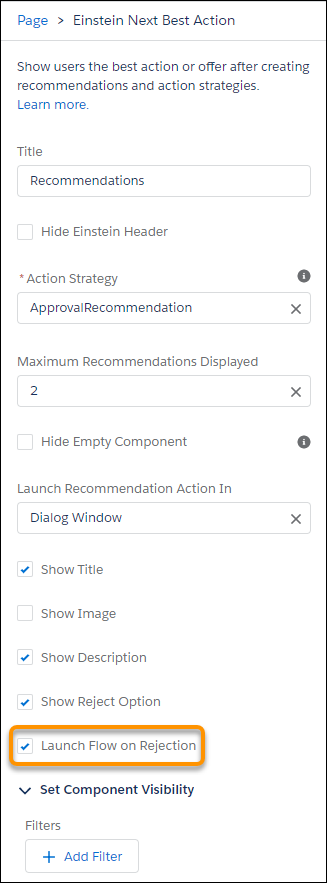 Page > Einstein Next Best Action
Show users the best action or offer after creating
recommendations and action strategies.
Learn more.
Title
Recommendations
Hide Einstein Header
* Action Strategy
ApprovalRecommendation
Maximum Recommendations Displayed
2
Hide Empty Component
Launch Recommendation Action In
Dialog Window
Show Title
Show Image
Show Description
Show Reject Option
Launch Flow on Rejection
Set Component Visibility
Filters
+ Add Filter